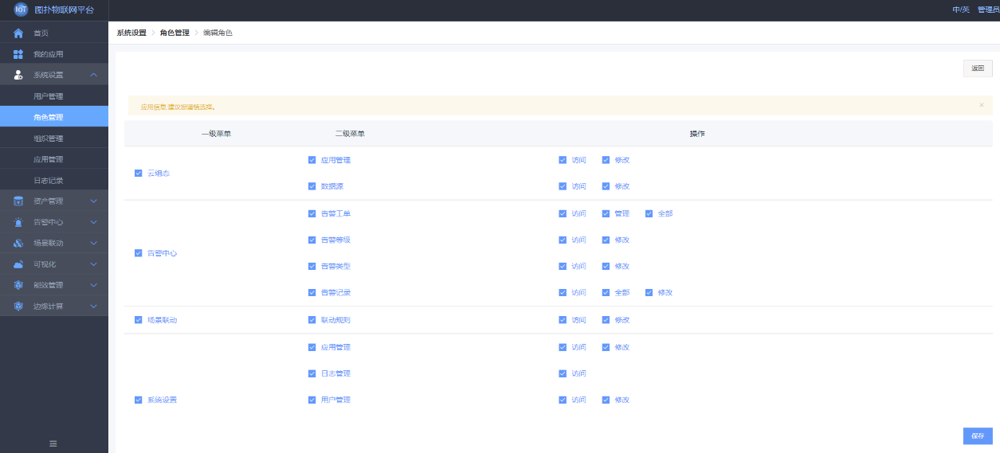 IoT 图扑物联网平台
中/英 管理员
首页
我的应用
系统设置
用户管理
角色管理
组织管理
应用管理
日志记录
资产管理
告警中心
场景联动
可视化
能效管理
边缘计算
系统设置 > 角色管理 > 编辑角色
返回
应用信息 建议您谨慎选择。
一级菜单 二级菜单 操作
云组态
应用管理 访问 修改
数据源 访问 修改
告警中心
告警工单 访问 管理 全部
告警等级 访问 修改
告警类型 访问 修改
告警记录 访问 全部 修改
场景联动 联动规则 访问 修改
系统设置
应用管理 访问 修改
日志管理 访问
用户管理 访问 修改
保存